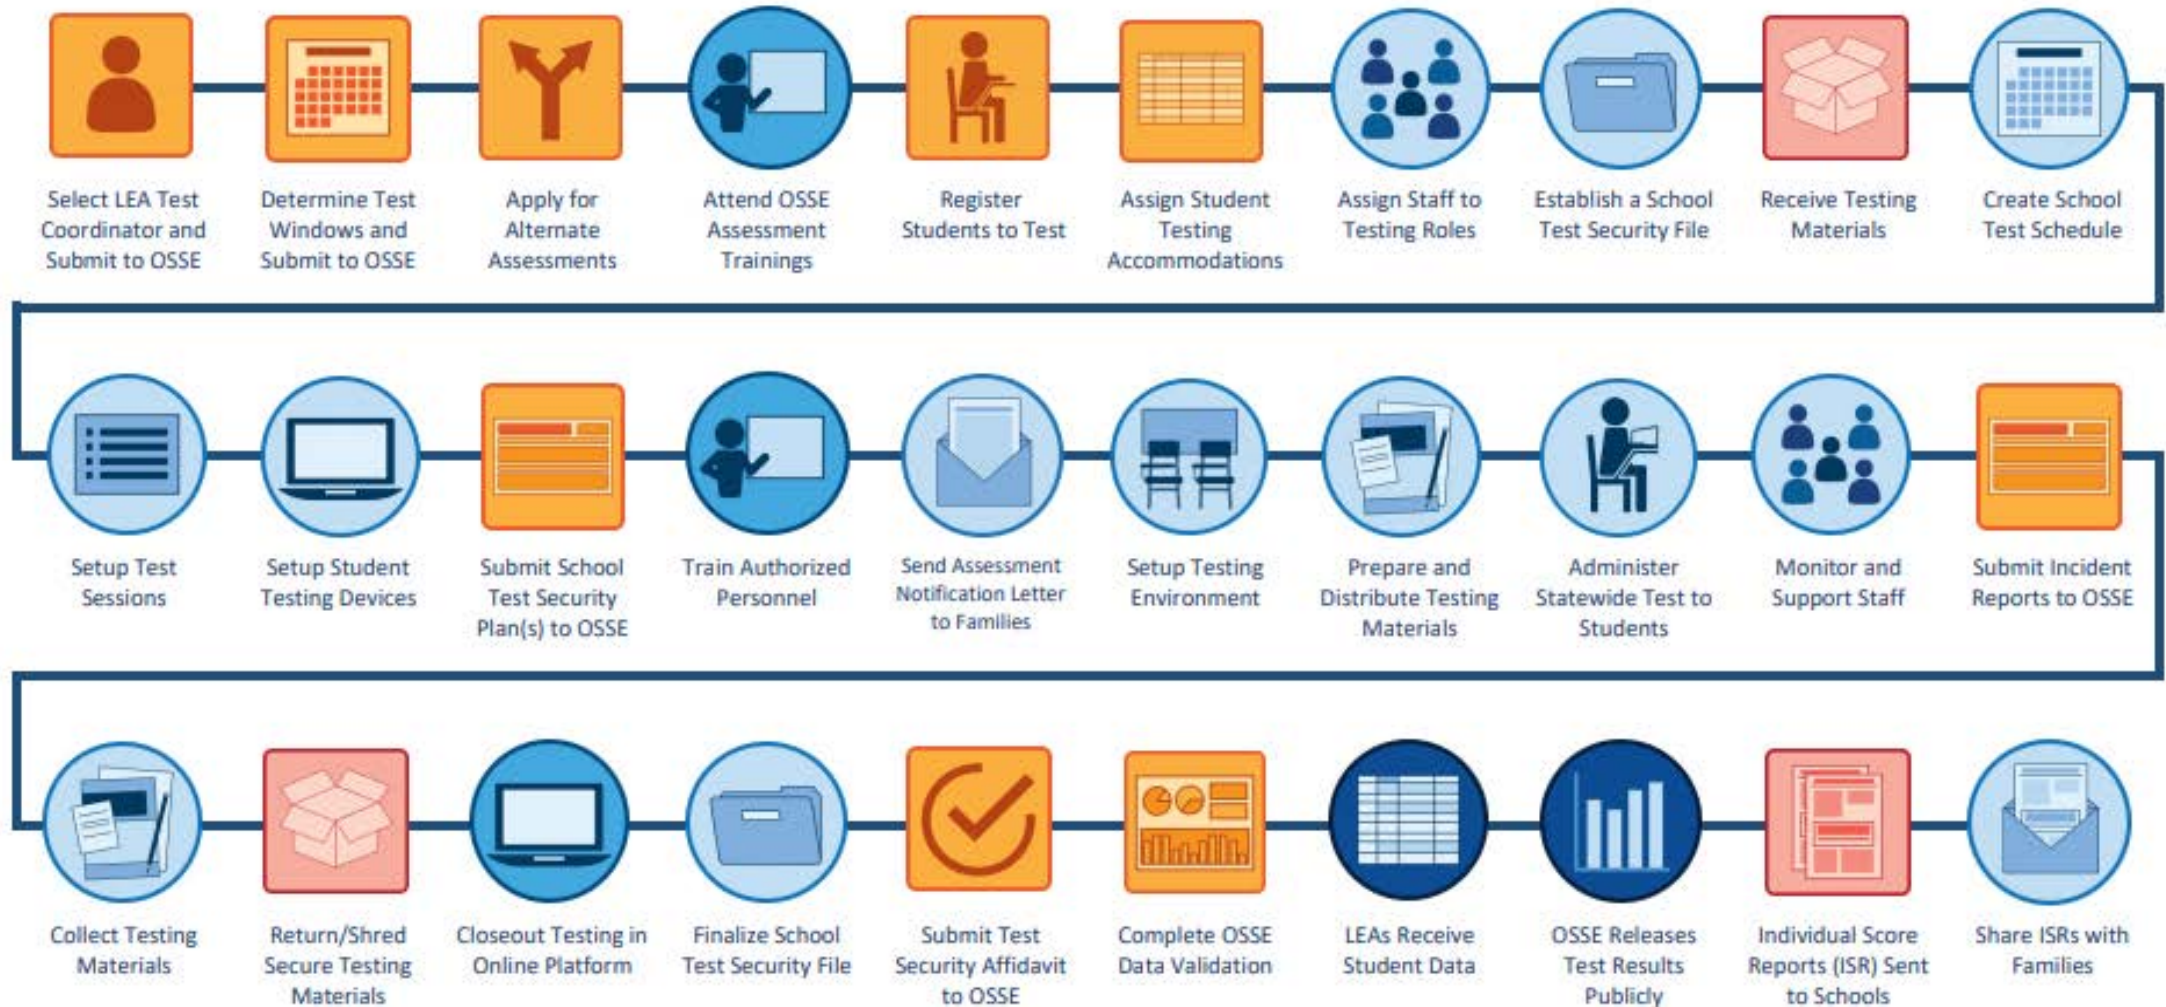 Select LEA Test
Coordinator and
Submit to OSSE
Determine Test
Windows and
Submit to OSSE
Apply for
Alternate
Assessments
Attend OSSE
Assessment
Trainings
Register
Students to Test
Assign Student
Testing
Accommodations
Assign Staff to
Testing Roles
Establish a School
Test Security File
Receive Testing
Materials
Create School
Test Schedule
Setup Test
Sessions
Setup Student
Testing Devices
Submit School
Test Security
Plan(s) to OSSE
Train Authorized
Personnel
Send Assessment
Notification Letter
to Families
Setup Testing
Environment
Prepare and
Distribute Testing
Materials
Administer
Statewide Test to
Students
Monitor and
Support Staff
Submit Incident
Reports to OSSE
Collect Testing
Materials
Return/Shred
Secure Testing
Materials
Closeout Testing in
Online Platform
Finalize School
Test Security File
Submit Test
Security Affidavit
to OSSE
Complete OSSE
Data Validation
LEAs Receive
Student Data
OSSE Releases
Test Results
Publicly
Individual Score
Reports (ISR) Sent
to Schools
Share ISRs with
Families